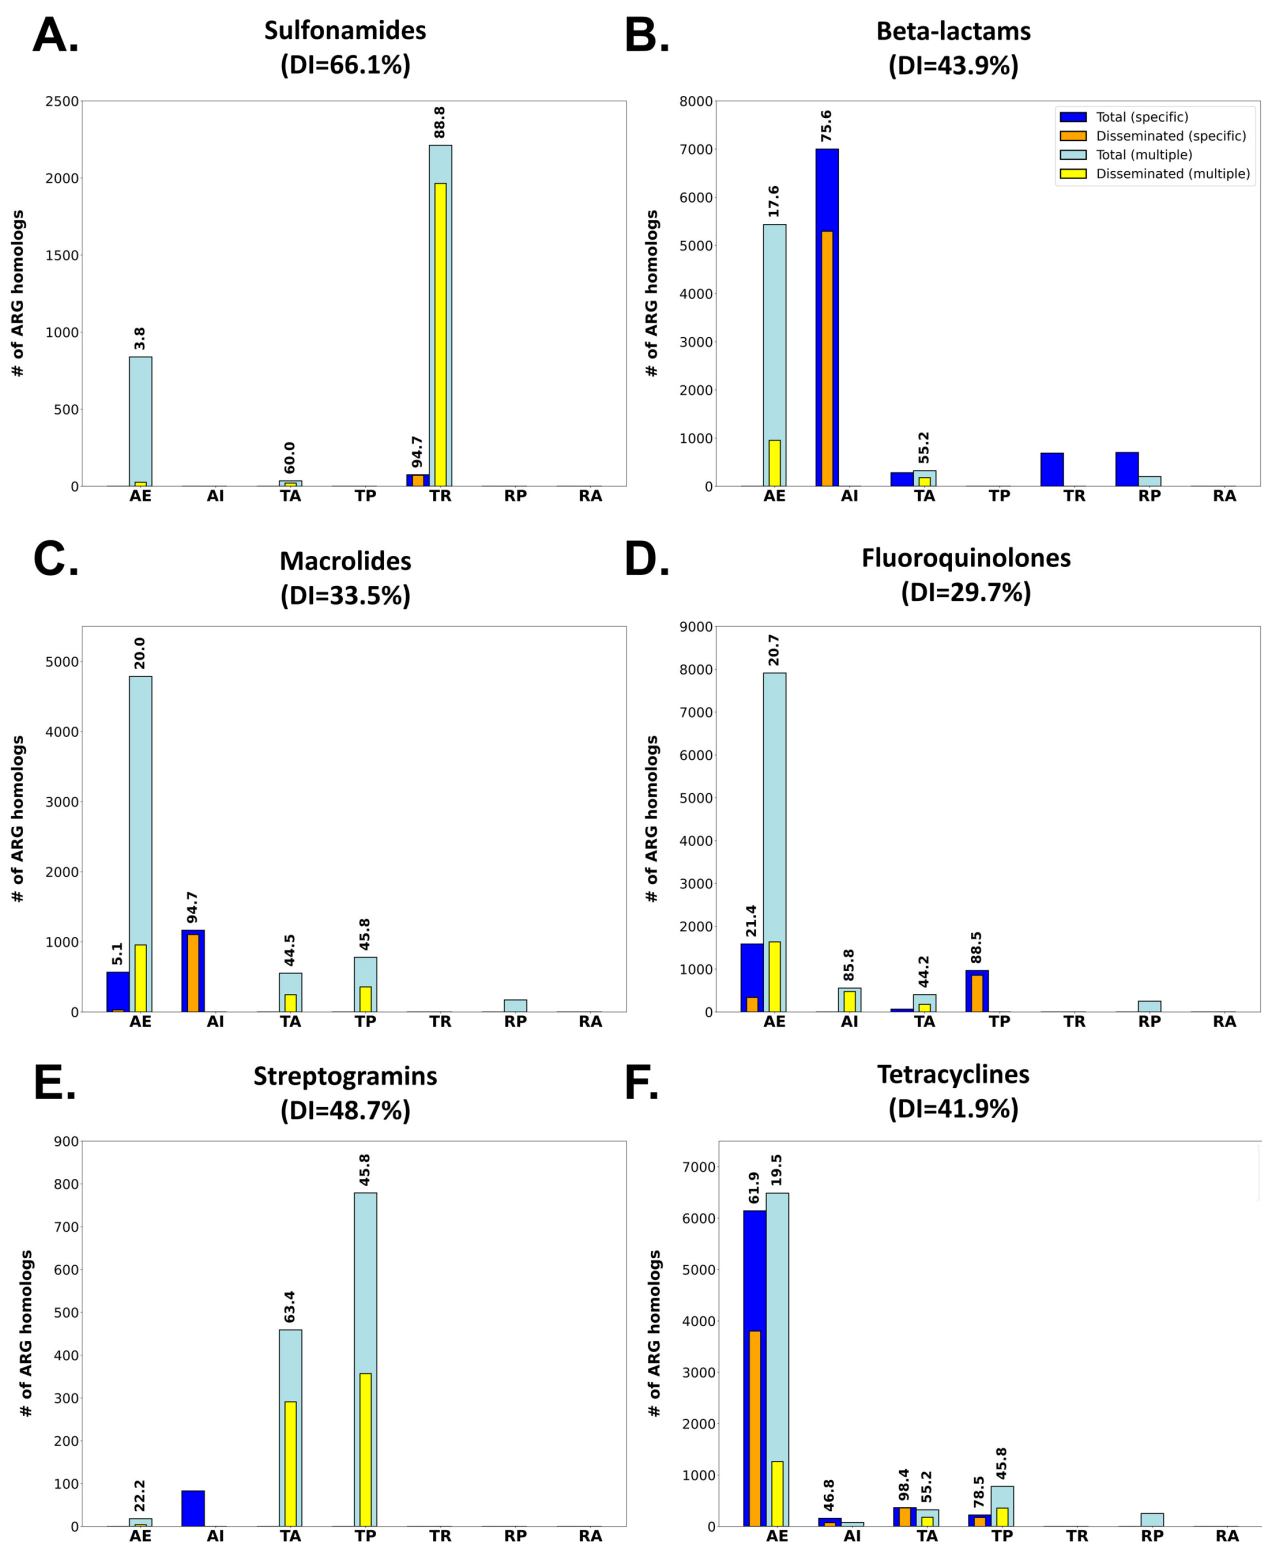 A.
Sulfonamides
(DI=66.1%)
# of ARG homologs
2500
2000
1500
1000
500
0
3.8
60.0
94.7
88.8
AE AI TA TP TR RP RA
B.
Beta-lactams
(DI=43.9%)
# of ARG homologs
8000
7000
6000
5000
4000
3000
2000
1000
0
17.6
75.6
55.2
Total (specific)
Disseminated (specific)
Total (multiple)
Disseminated (multiple)
AE AI TA TP TR RP RA
C.
Macrolides
(DI=33.5%)
# of ARG homologs
5000
4000
3000
2000
1000
0
5.1
20.0
94.7
44.5
45.8
AE AI TA TP TR RP RA
D.
Fluoroquinolones
(DI=29.7%)
# of ARG homologs
9000
8000
7000
6000
5000
4000
3000
2000
1000
0
21.4
20.7
85.8
44.2
88.5
AE AI TA TP TR RP RA
E.
Streptogramins
(DI=48.7%)
# of ARG homologs
900
800
700
600
500
400
300
200
100
0
22.2
63.4
45.8
AE AI TA TP TR RP RA
F.
Tetracyclines
(DI=41.9%)
# of ARG homologs
7000
6000
5000
4000
3000
2000
1000
0
61.9
19.5
46.8
98.4
55.2
78.5
45.8
AE AI TA TP TR RP RA